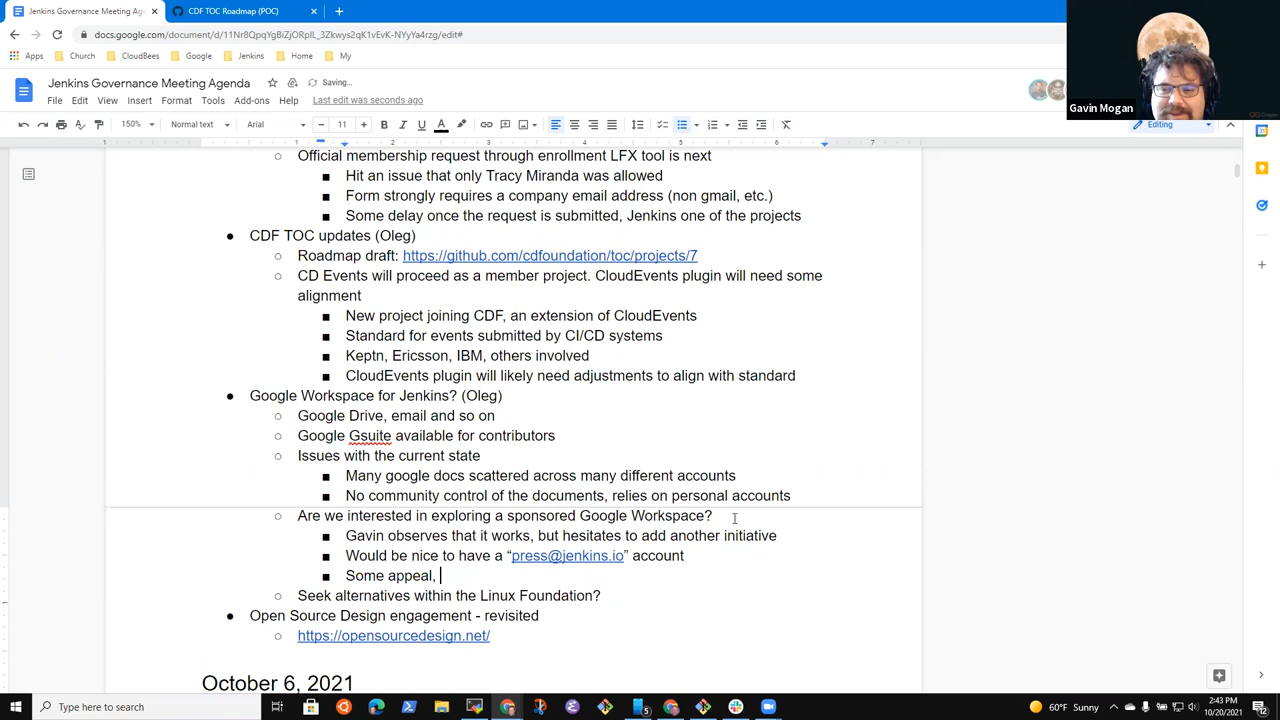 Jenkins Governance Meeting Ag
CDF TOC Roadmap (POC)
docs.google.com/document/d/11Nr8QpqYgBiZjORplL_3Zkwys2qK1vEvK-NYyYa4rzg/edit#
Apps Church CloudBees Google Jenkins Home My
Jenkins Governance Meeting Agenda Saving...
File Edit View Insert Format Tools Add-ons Help Last edit was seconds ago
150% Normal text Arial 11 Editing
Gavin Mogan
1 1 2 3 4 5 6 7
Official membership request through enrollment LFX tool is next
Hit an issue that only Tracy Miranda was allowed
Form strongly requires a company email address (non gmail, etc.)
Some delay once the request is submitted, Jenkins one of the projects
CDF TOC updates (Oleg)
Roadmap draft: https://github.com/cdfoundation/toc/projects/7
CD Events will proceed as a member project. CloudEvents plugin will need some
alignment
New project joining CDF, an extension of CloudEvents
Standard for events submitted by CI/CD systems
Keptn, Ericsson, IBM, others involved
CloudEvents plugin will likely need adjustments to align with standard
Google Workspace for Jenkins? (Oleg)
Google Drive, email and so on
Google Gsuite available for contributors
Issues with the current state
Many google docs scattered across many different accounts
No community control of the documents, relies on personal accounts
Are we interested in exploring a sponsored Google Workspace?
Gavin observes that it works, but hesitates to add another initiative
Would be nice to have a “press@jenkins.io” account
Some appeal,
Seek alternatives within the Linux Foundation?
Open Source Design engagement - revisited
https://opensourcedesign.net/
October 6, 2021
Type here to search
5
60°F Sunny
2:43 PM
10/20/2021
12